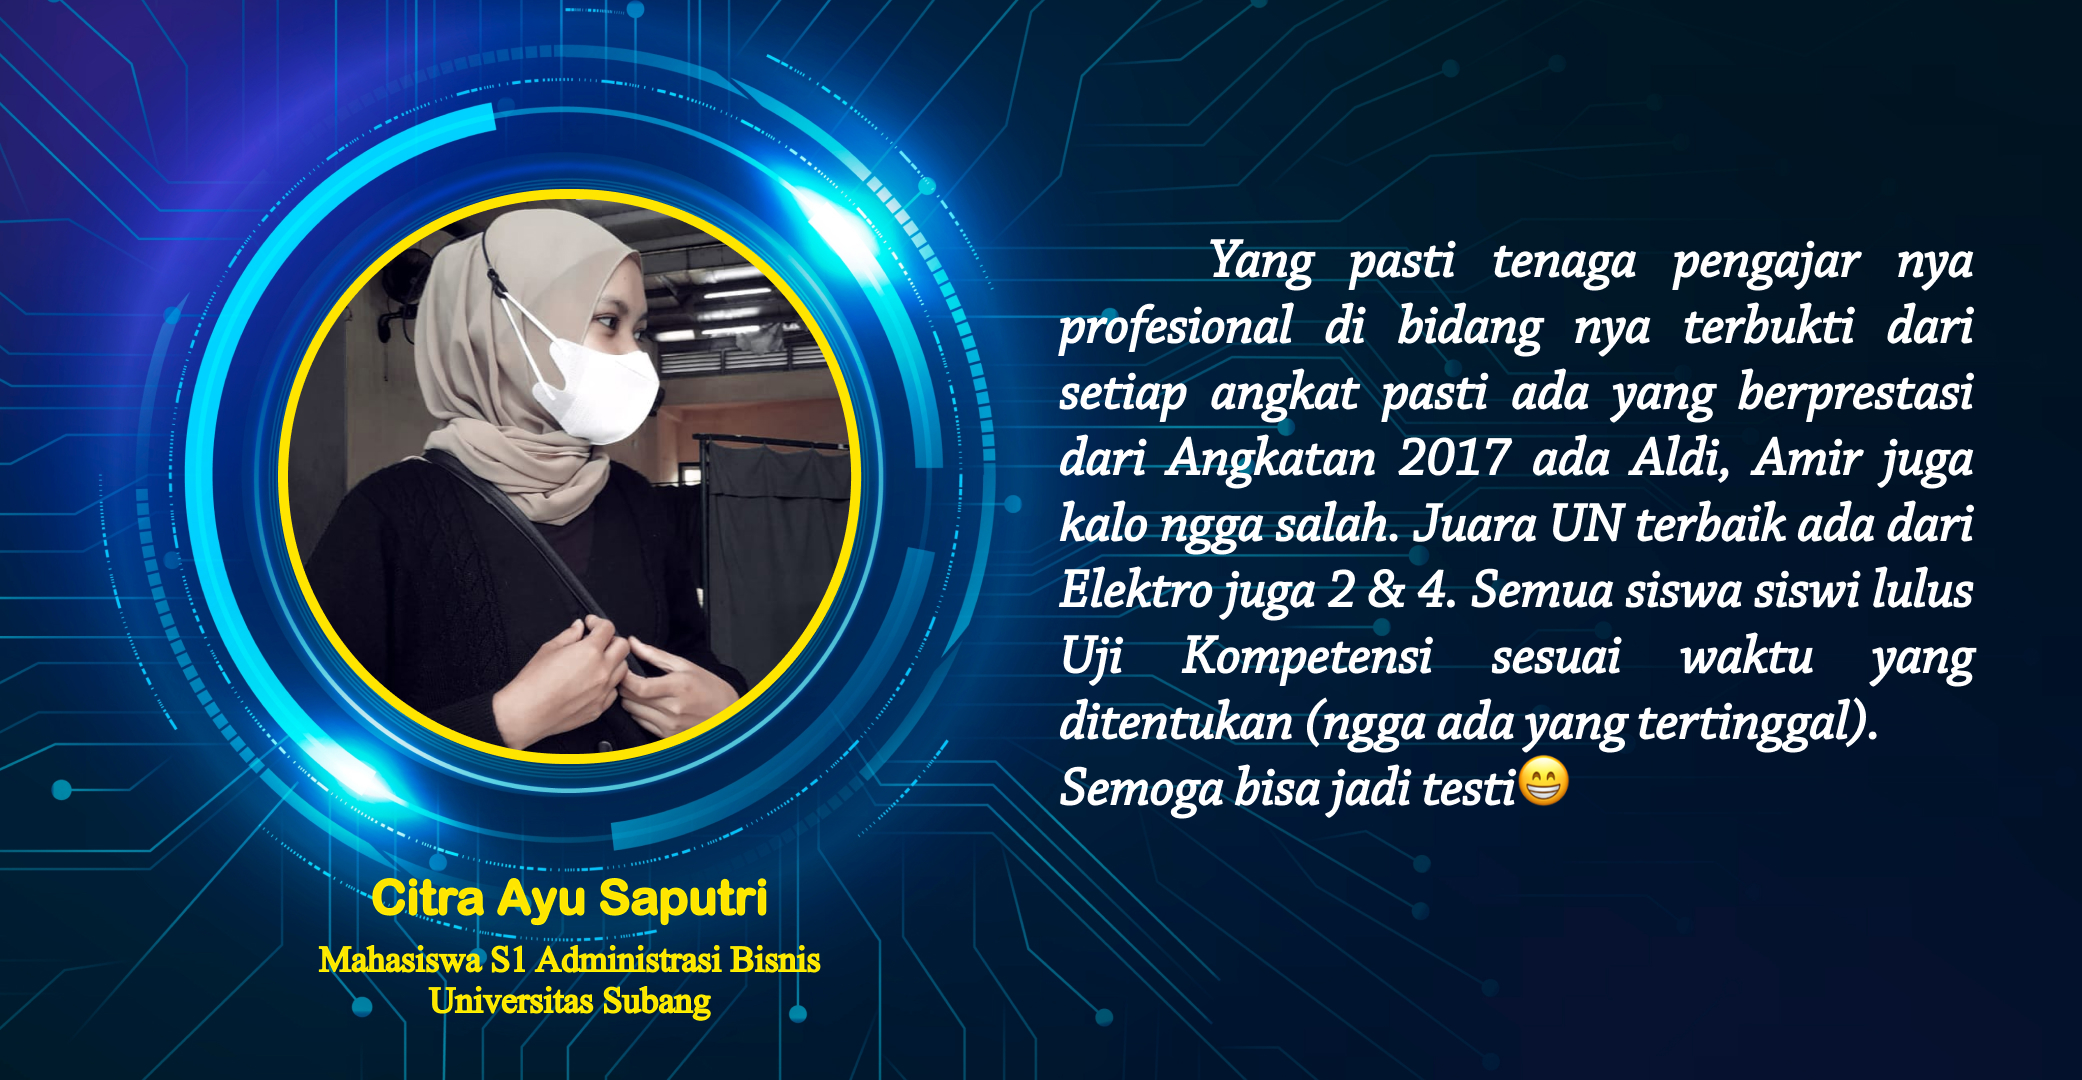 Yang pasti tenaga pengajar nya
profesional di bidang nya terbukti dari
setiap angkat pasti ada yang berprestasi
dari Angkatan 2017 ada Aldi, Amir juga
kalo ngga salah. Juara UN terbaik ada dari
Elektro juga 2 & 4. Semua siswa siswi lulus
Uji Kompetensi sesuai waktu yang
ditentukan (ngga ada yang tertinggal).
Semoga bisa jadi testi😁
Citra Ayu Saputri
Mahasiswa S1 Administrasi Bisnis
Universitas Subang